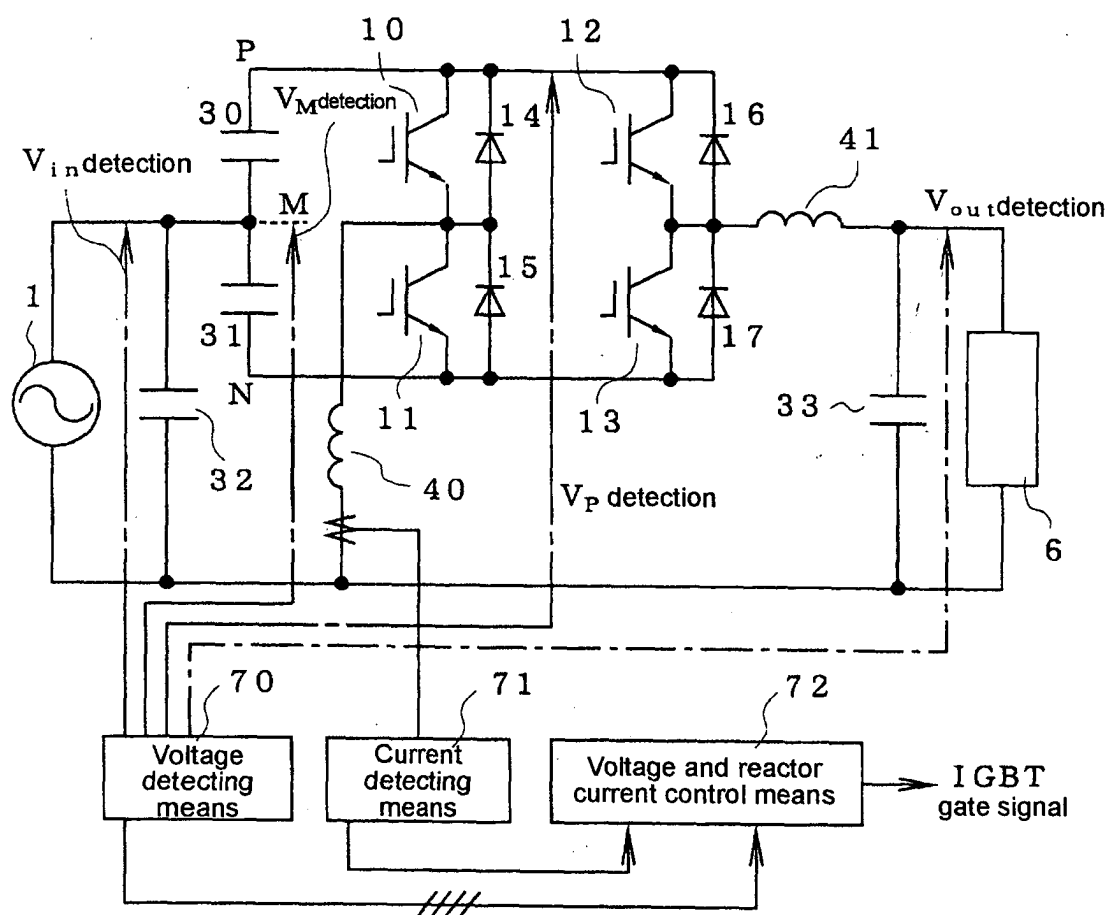 P
10
12
VMdetection
30
14
16
41
Vin detection
M
Voutdetection
1
15
31
17
N
11
13
33
32
40
VP detection
6
70
71
72
Voltage
detecting
means
Current
detecting
means
Voltage and reactor
current control means
IGBT
gate signal